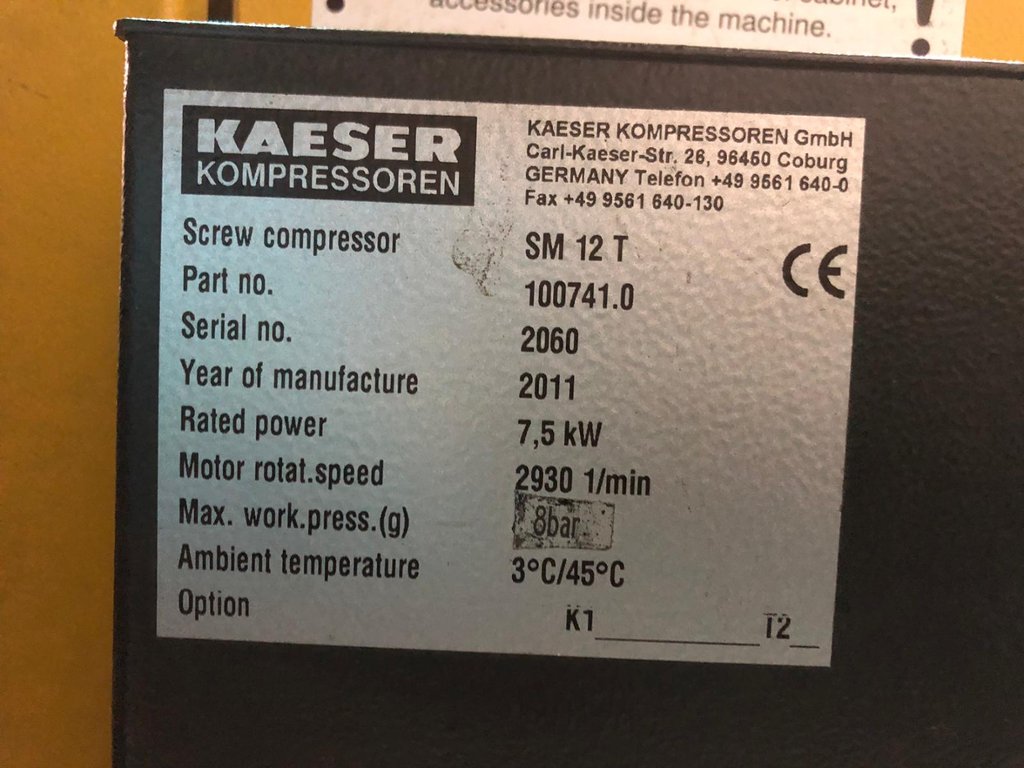 accessories inside the machine.
KAESER
KOMPRESSOREN
KAESER KOMPRESSOREN GmbH
Carl-Kaeser-Str. 26, 96450 Coburg
GERMANY Telefon +49 9561 640-0
Fax +49 9561 640-130
CE
Screw compressor SM 12 T
Part no. 100741.0
Serial no. 2060
Year of manufacture 2011
Rated power 7,5 kW
Motor rotat.speed 2930 1/min
Max. work.press.(g) 8bar
Ambient temperature 3°C/45°C
Option K1__________T2__